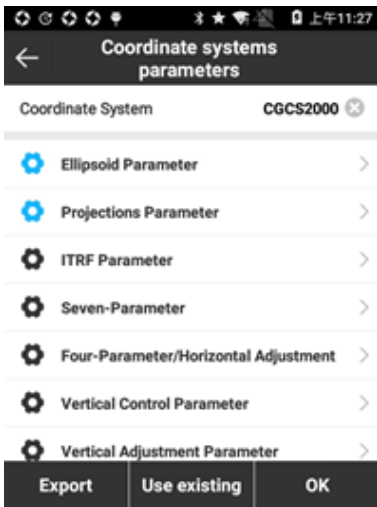 上午11:27
Coordinate systems
parameters
Coordinate System CGCS2000
Ellipsoid Parameter
Projections Parameter
ITRF Parameter
Seven-Parameter
Four-Parameter/Horizontal Adjustment
Vertical Control Parameter
Vertical Adjustment Parameter
Export Use existing OK